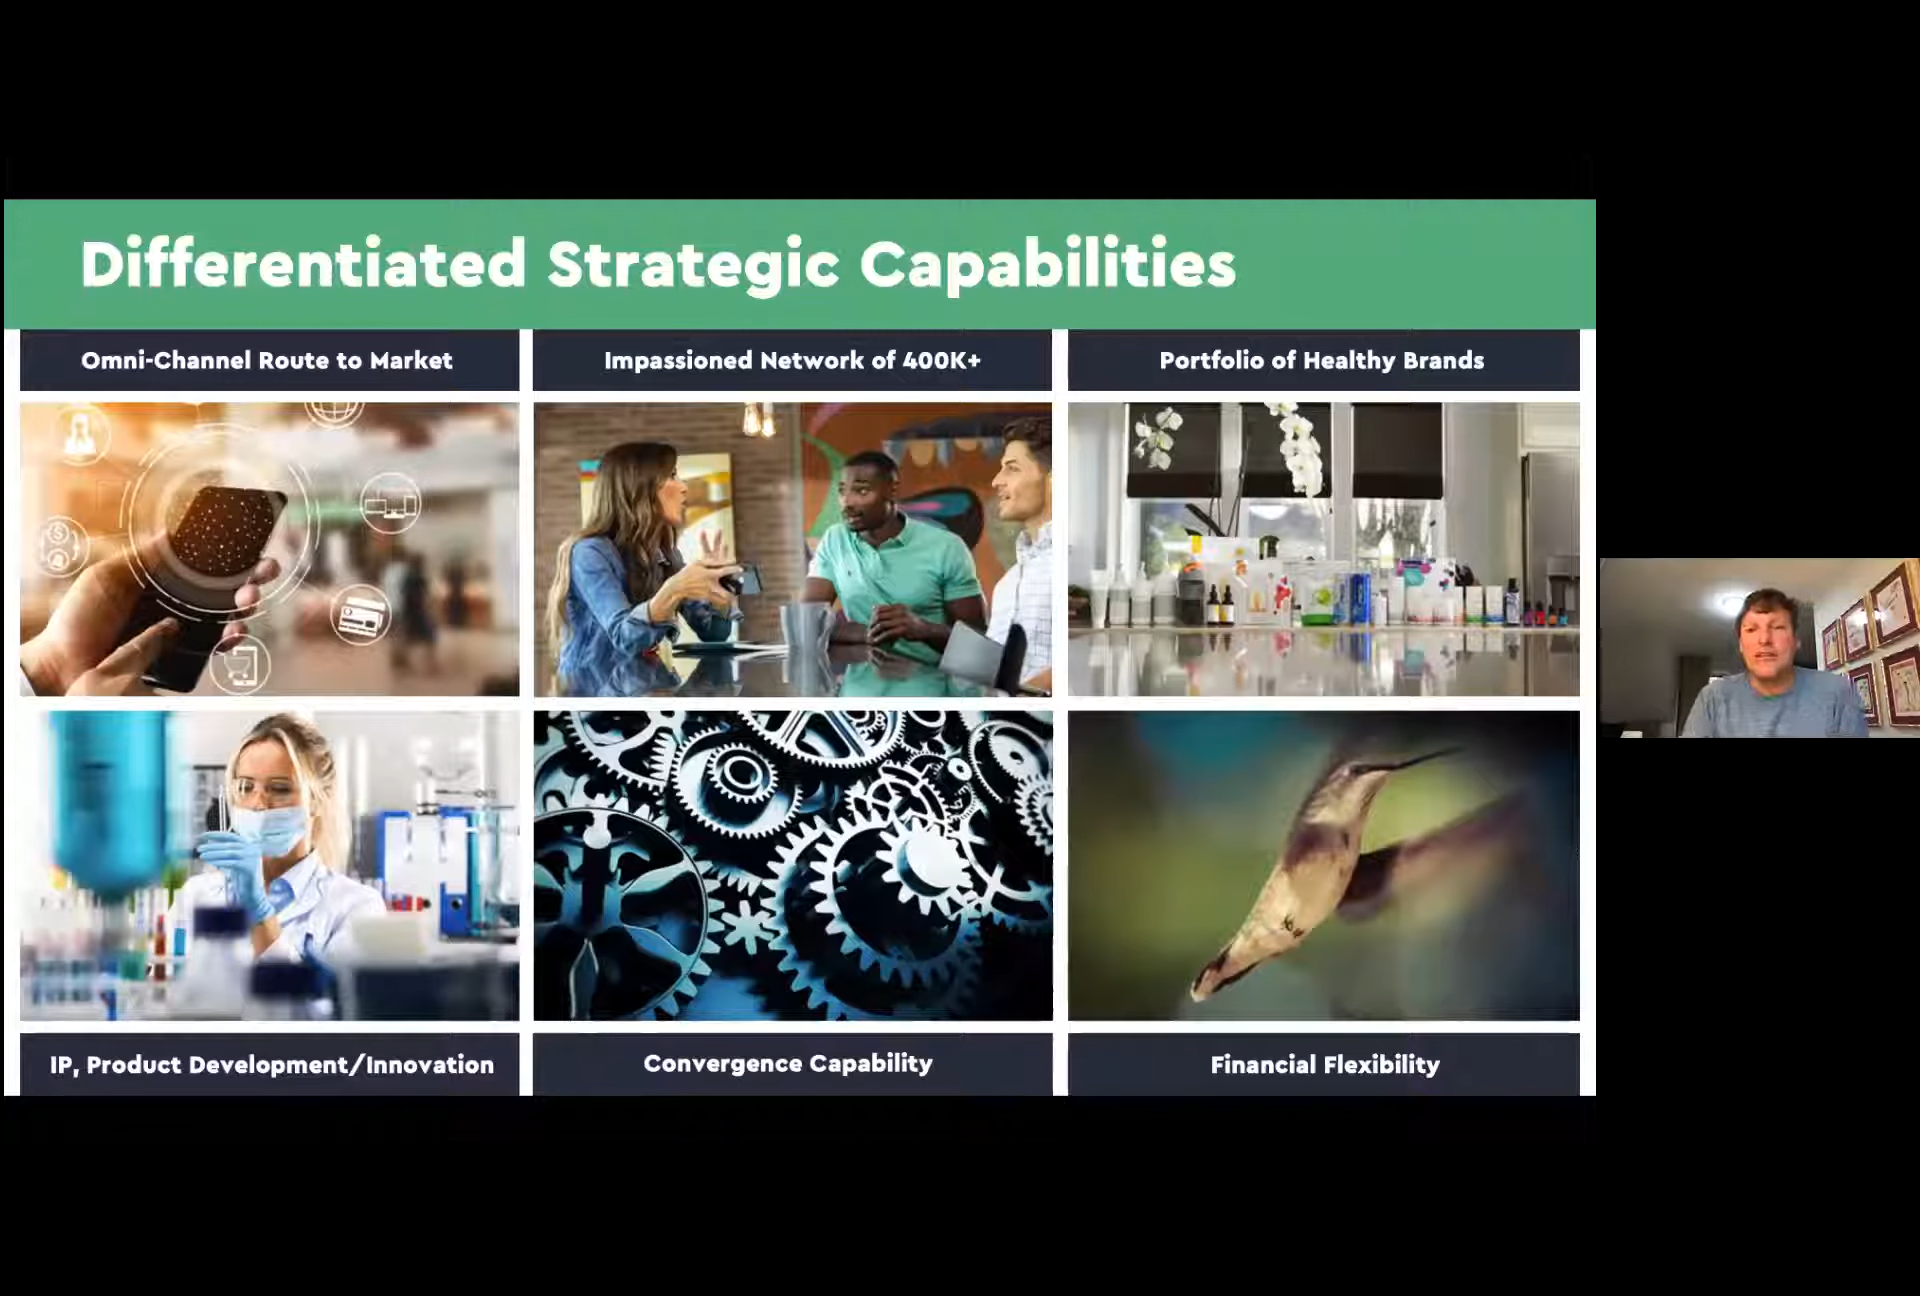 Differentiated Strategic Capabilities
Omni-Channel Route to Market
Impassioned Network of 400K+
Portfolio of Healthy Brands
IP, Product Development/Innovation
Convergence Capability
Financial Flexibility